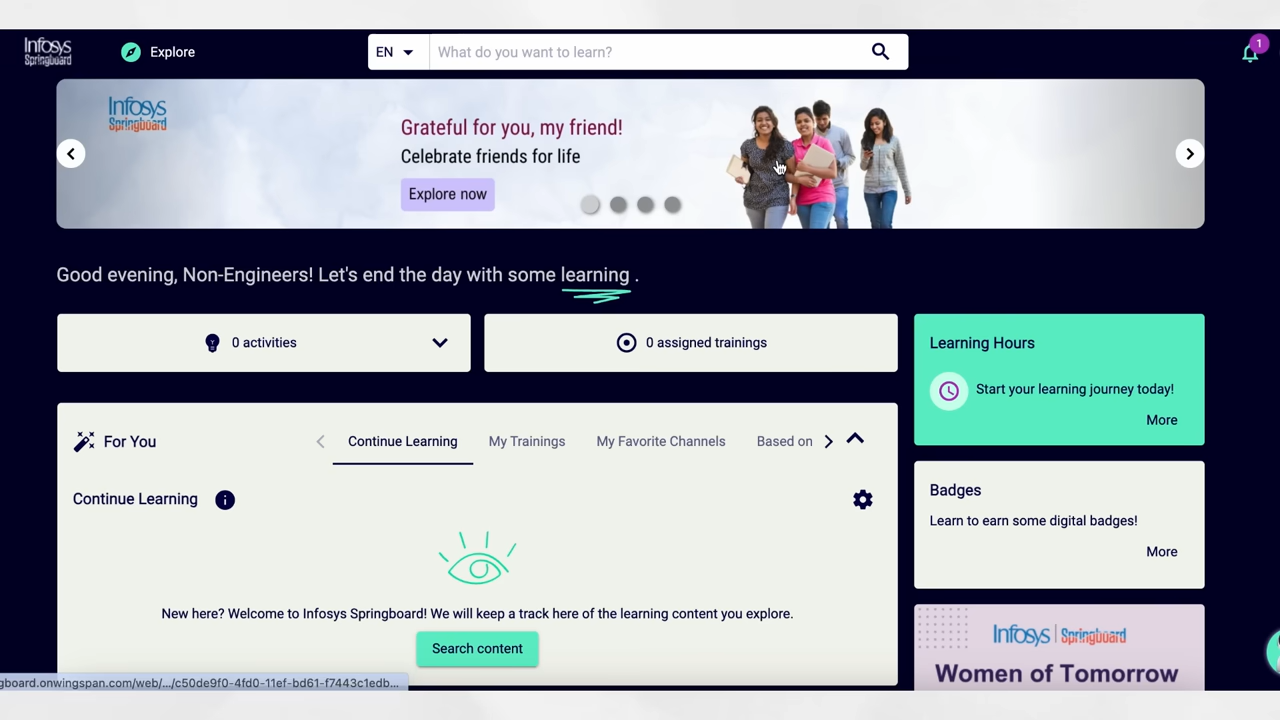 Infosys
Springboard
Explore
EN
What do you want to learn?
1
Infosys
Springboard
Grateful for you, my friend!
Celebrate friends for life
Explore now
Good evening, Non-Engineers! Let's end the day with some learning .
0 activities
0 assigned trainings
Learning Hours
Start your learning journey today!
More
For You
Continue Learning
My Trainings
My Favorite Channels
Based on
Continue Learning
i
Badges
Learn to earn some digital badges!
More
New here? Welcome to Infosys Springboard! We will keep a track here of the learning content you explore.
Search content
Infosys | Springboard
Women of Tomorrow
gboard.onwingspan.com/web/.../c50de9f0-4fd0-11ef-bd61-f7443c1edb...